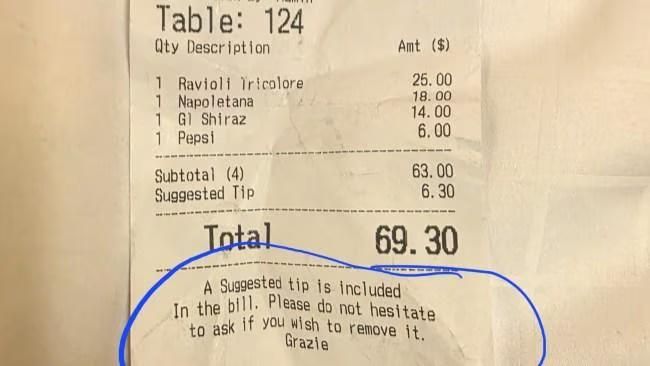 Table: 124
Qty Description Amt ($)
1 Ravioli Tricolore 25.00
1 Napoletana 18.00
1 Gl Shiraz 14.00
1 Pepsi 6.00
Subtotal (4) 63.00
Suggested Tip 6.30
Total 69.30
A Suggested tip is included
In the bill. Please do not hesitate
to ask if you wish to remove it.
Grazie